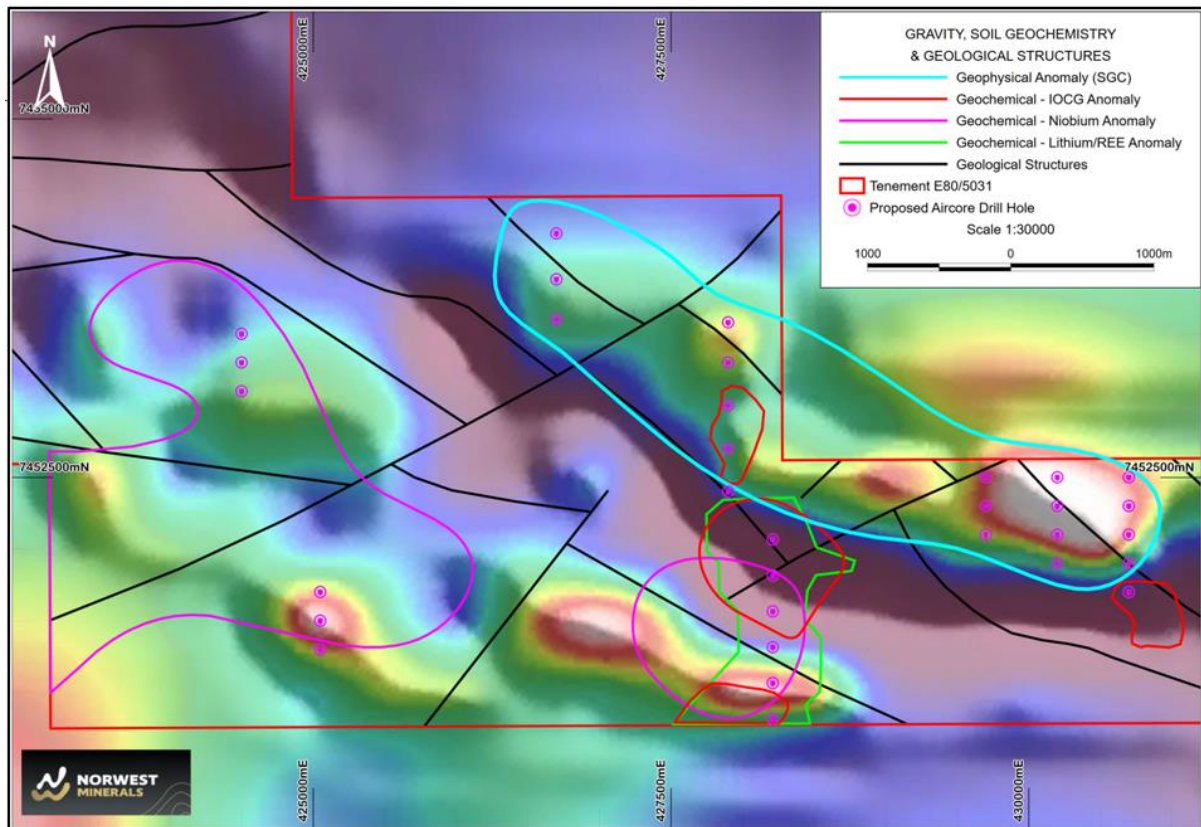 GRAVITY, SOIL GEOCHEMISTRY
& GEOLOGICAL STRUCTURES
Geophysical Anomaly (SGC)
Geochemical - IOCG Anomaly
Geochemical - Niobium Anomaly
Geochemical - Lithium/REE Anomaly
Geological Structures
Tenement E80/5031
Proposed Aircore Drill Hole
Scale 1:30000
1000 0 1000m
N
425000mE
427500mE
7455000mN
7452500mN
7452500mN
425000mE
427500mE
430000mE
NORWEST
MINERALS